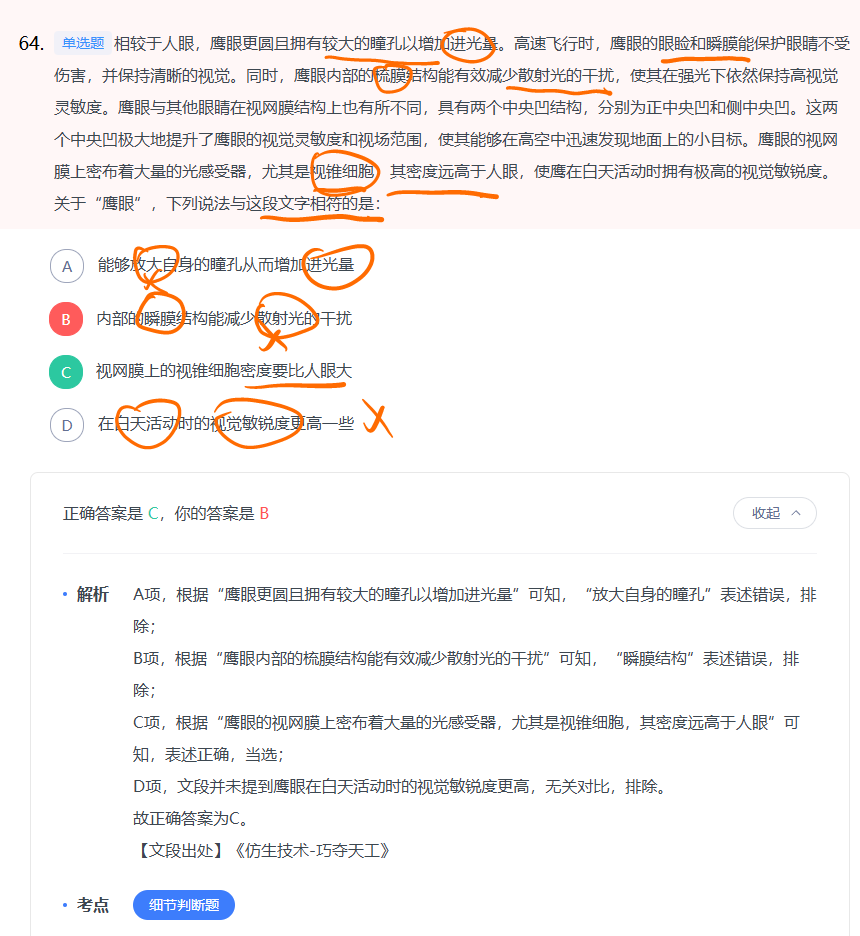 64. 单选题 相较于人眼，鹰眼更圆且拥有较大的瞳孔以增加进光量。高速飞行时，鹰眼的眼睑和瞬膜能保护眼睛不受
伤害，并保持清晰的视觉。同时，鹰眼内部的梳膜结构能有效减少散射光的干扰，使其在强光下依然保持高视觉
灵敏度。鹰眼与其他眼睛在视网膜结构上也有所不同，具有两个中央凹结构，分别为正中央凹和侧中央凹。这两
个中央凹极大地提升了鹰眼的视觉灵敏度和视场范围，使其能够在高空中迅速发现地面上的小目标。鹰眼的视网
膜上密布着大量的光感受器，尤其是视锥细胞，其密度远高于人眼，使鹰在白天活动时拥有极高的视觉敏锐度。
关于“鹰眼”，下列说法与这段文字相符的是：
A 能够放大自身的瞳孔从而增加进光量
B 内部的瞬膜结构能减少散射光的干扰
C 视网膜上的视锥细胞密度要比人眼大
D 在白天活动时的视觉敏锐度更高一些
正确答案是 C，你的答案是 B
收起
解析 A项，根据“鹰眼更圆且拥有较大的瞳孔以增加进光量”可知，“放大自身的瞳孔”表述错误，排
除；
B项，根据“鹰眼内部的梳膜结构能有效减少散射光的干扰”可知，“瞬膜结构”表述错误，排
除；
C项，根据“鹰眼的视网膜上密布着大量的光感受器，尤其是视锥细胞，其密度远高于人眼”可
知，表述正确，当选；
D项，文段并未提到鹰眼在白天活动时的视觉敏锐度更高，无关对比，排除。
故正确答案为C。
【文段出处】《仿生技术-巧夺天工》
考点 细节判断题